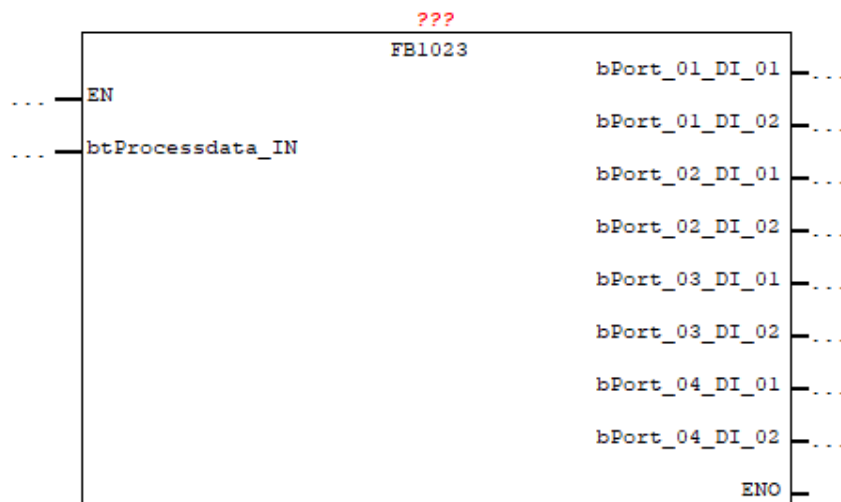 ???
FB1023
bPort_01_DI_01 ...
... EN
bPort_01_DI_02 ...
... btProcessdata_IN
bPort_02_DI_01 ...
bPort_02_DI_02 ...
bPort_03_DI_01 ...
bPort_03_DI_02 ...
bPort_04_DI_01 ...
bPort_04_DI_02 ...
ENO